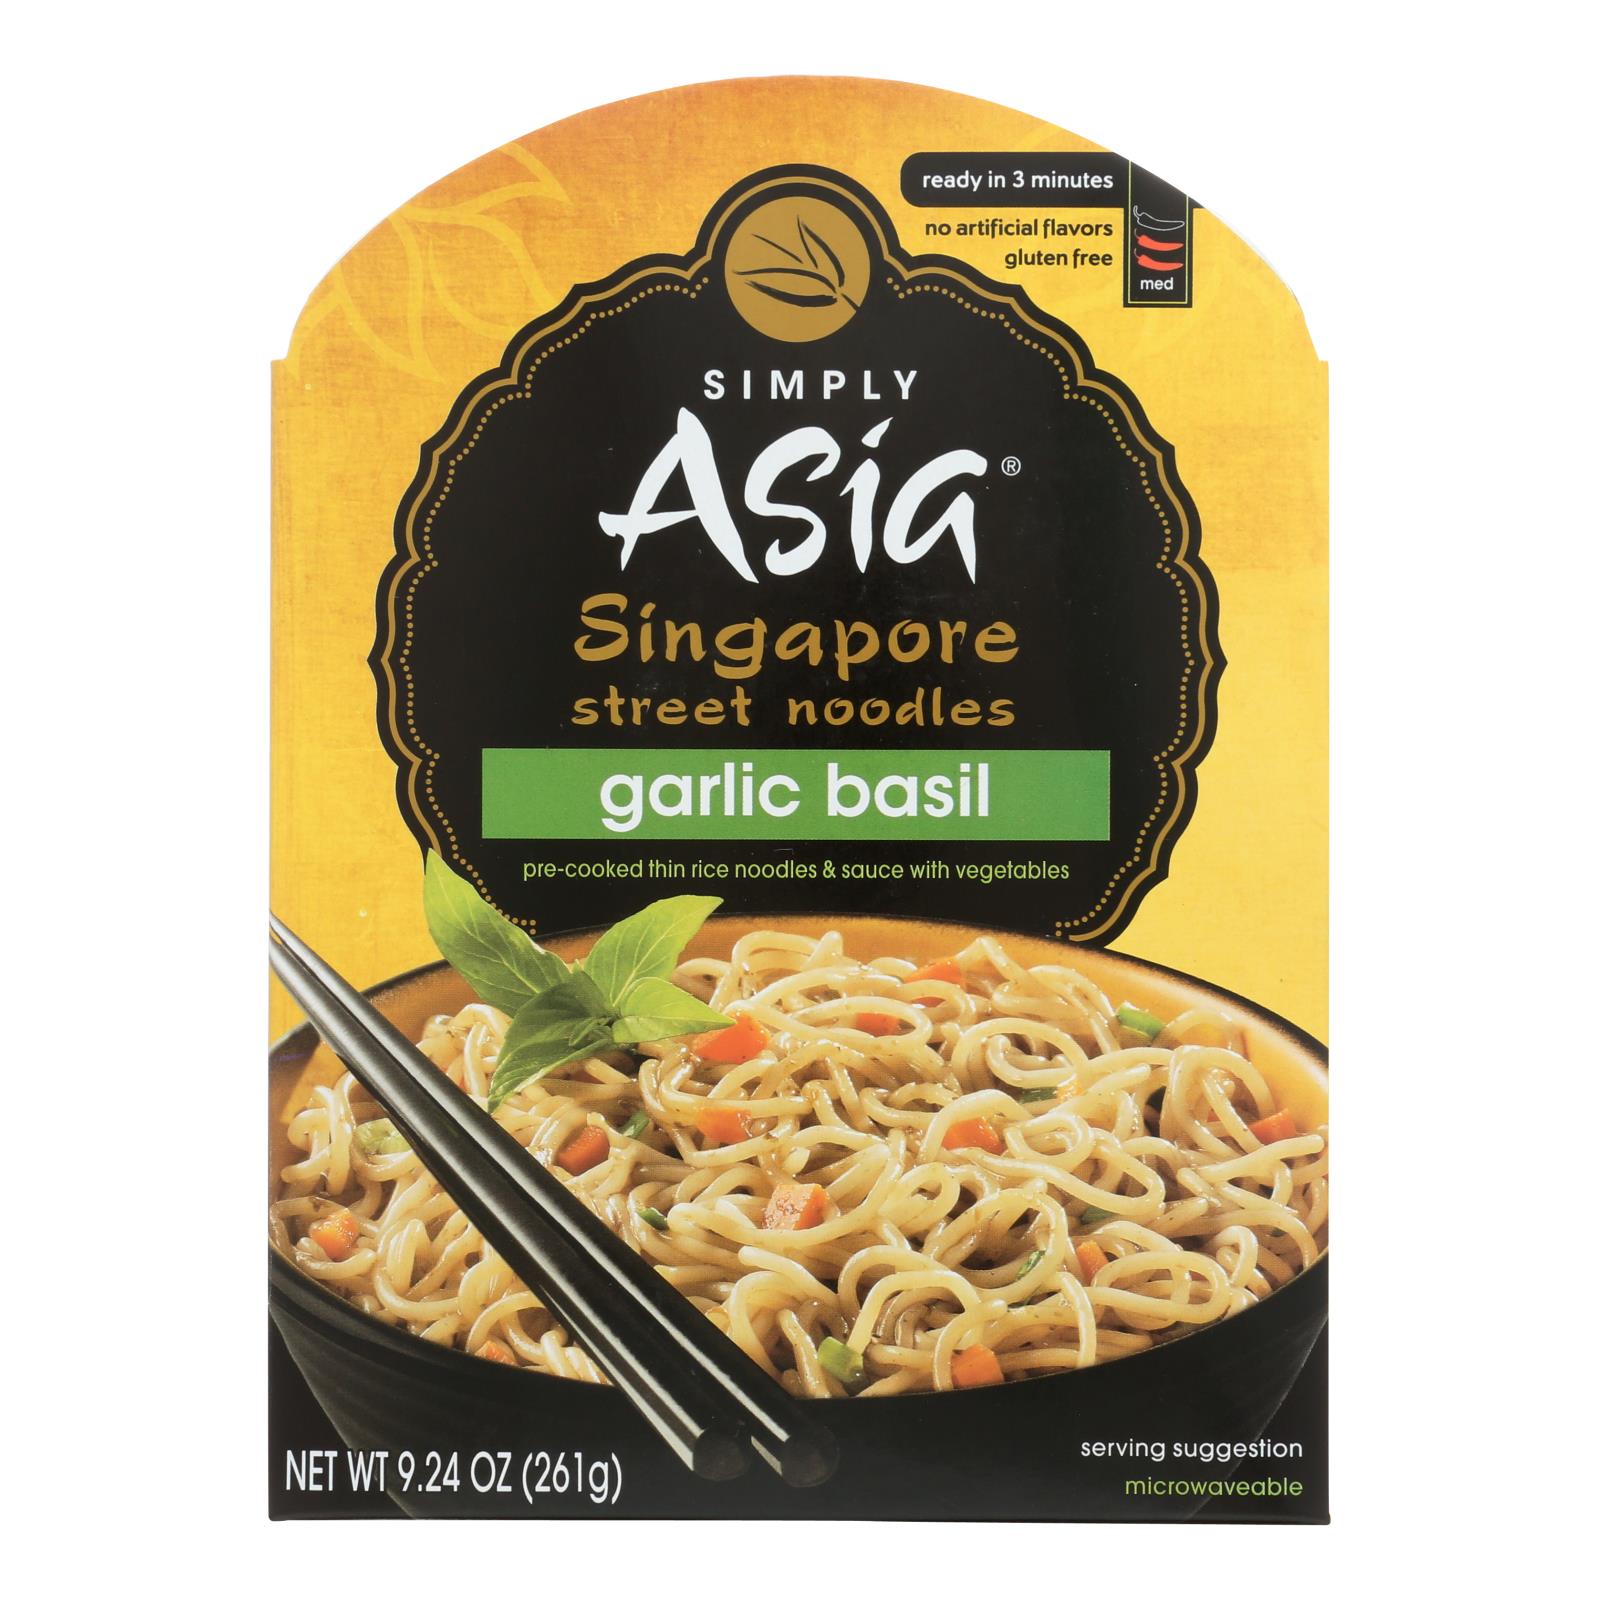 ready in 3 minutes
no artificial flavors
gluten free
med
SIMPLY
Asia®
Singapore
street noodles
garlic basil
pre-cooked thin rice noodles & sauce with vegetables
NET WT 9.24 OZ (261g)
serving suggestion
microwaveable